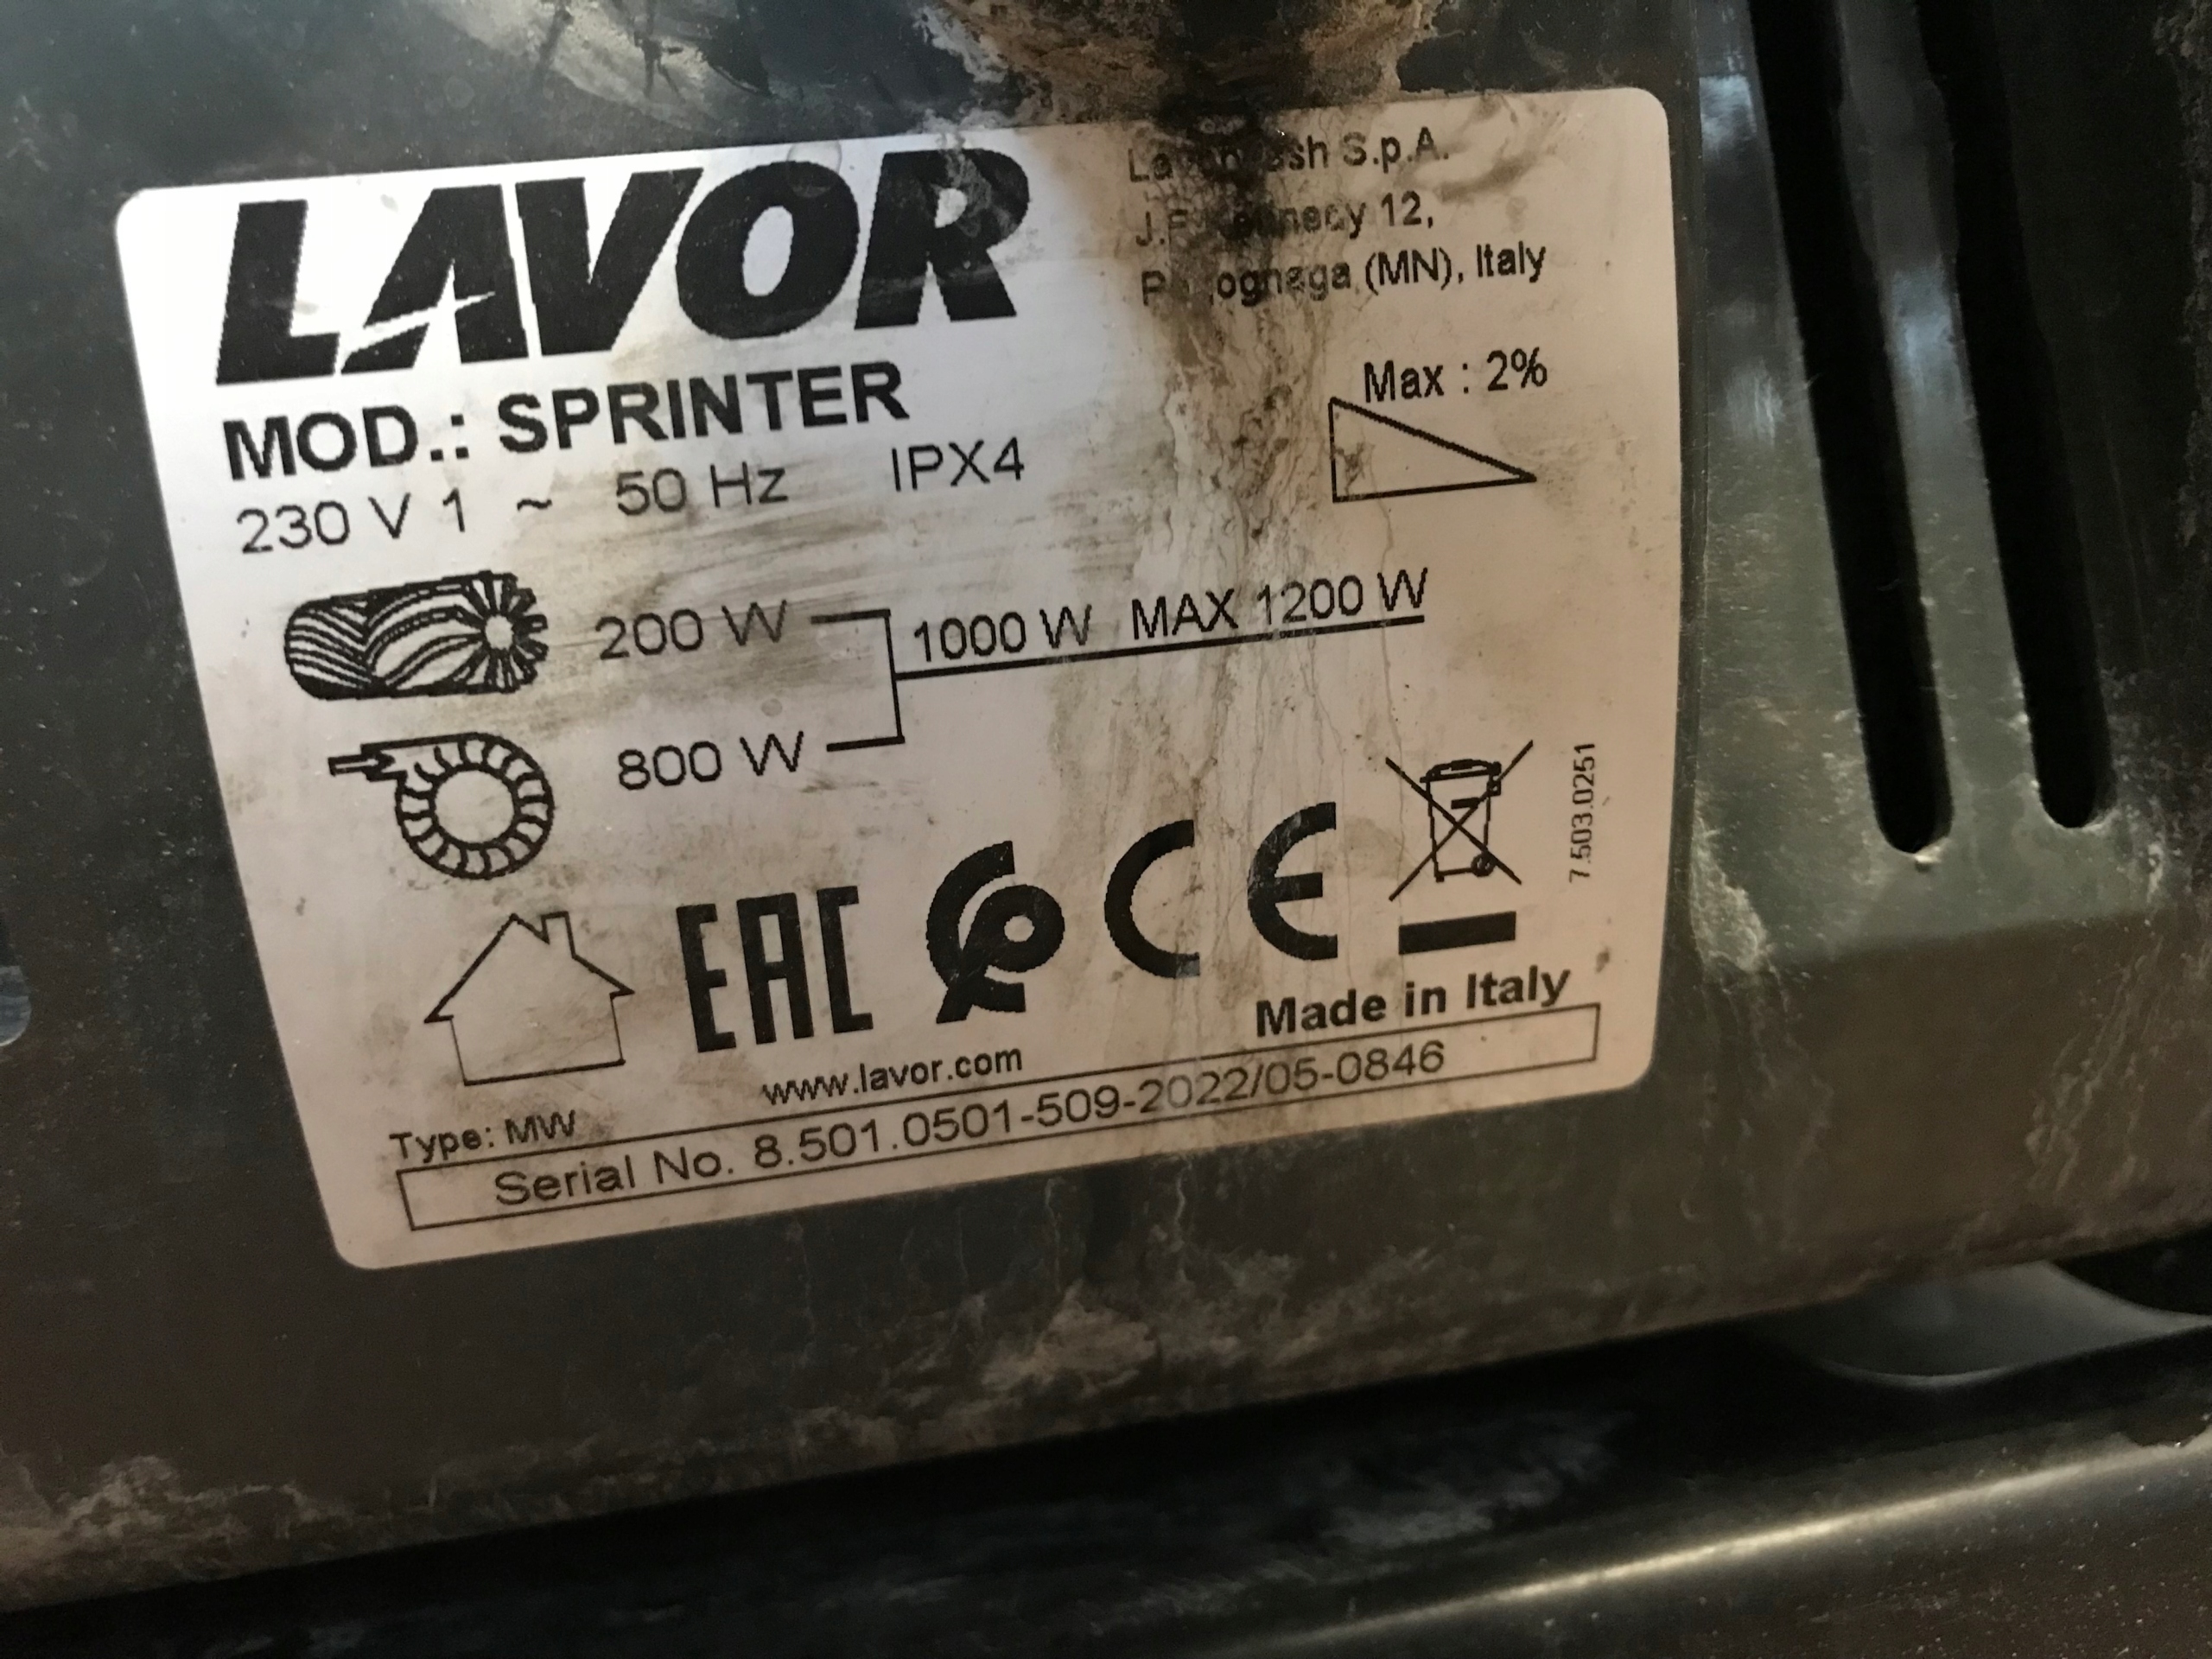 LAVOR
S.p.A.
12,
(MN), Italy
MOD.: SPRINTER
230 V 1 ~ 50 Hz IPX4
Max : 2%
200 W
1000 W MAX 1200 W
800 W
7.503.0251
EAC
CE
Made in Italy
www.lavor.com
Type: MW
Serial No. 8.501.0501-509-2022/05-0846